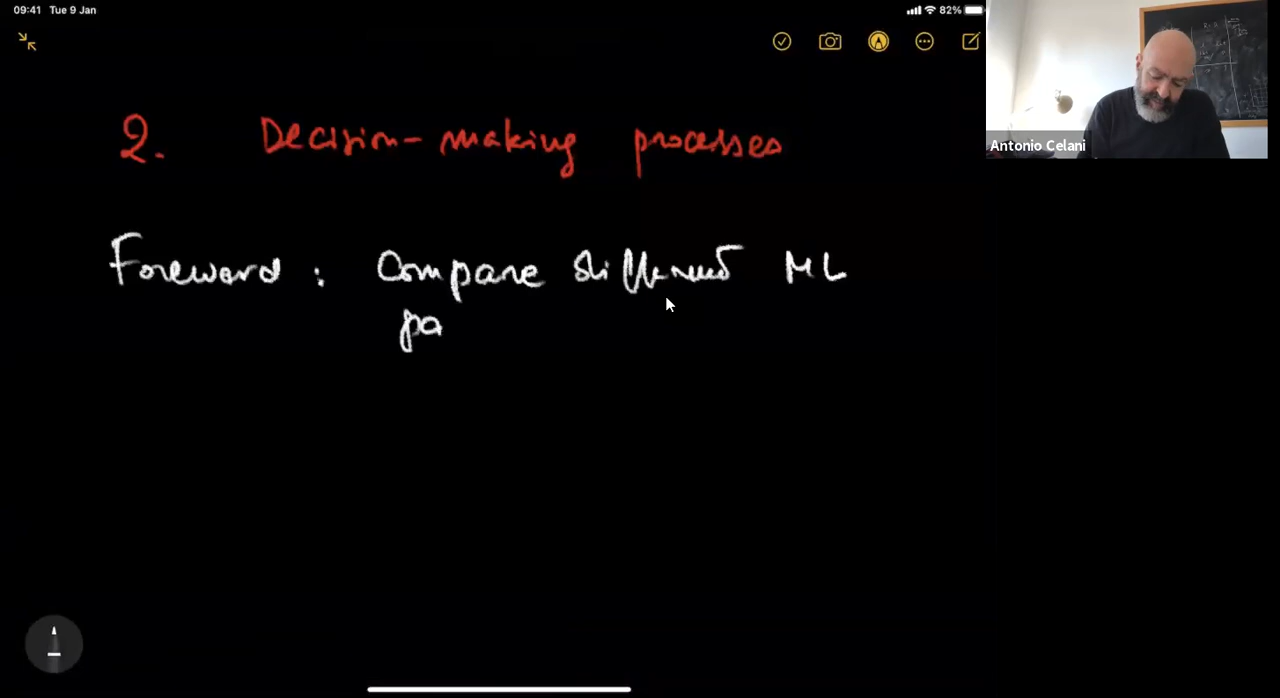 09:41 Tue 9 Jan
82%
Antonio Celani
2. Decision-making processes
Foreword : Compare different ML
pa